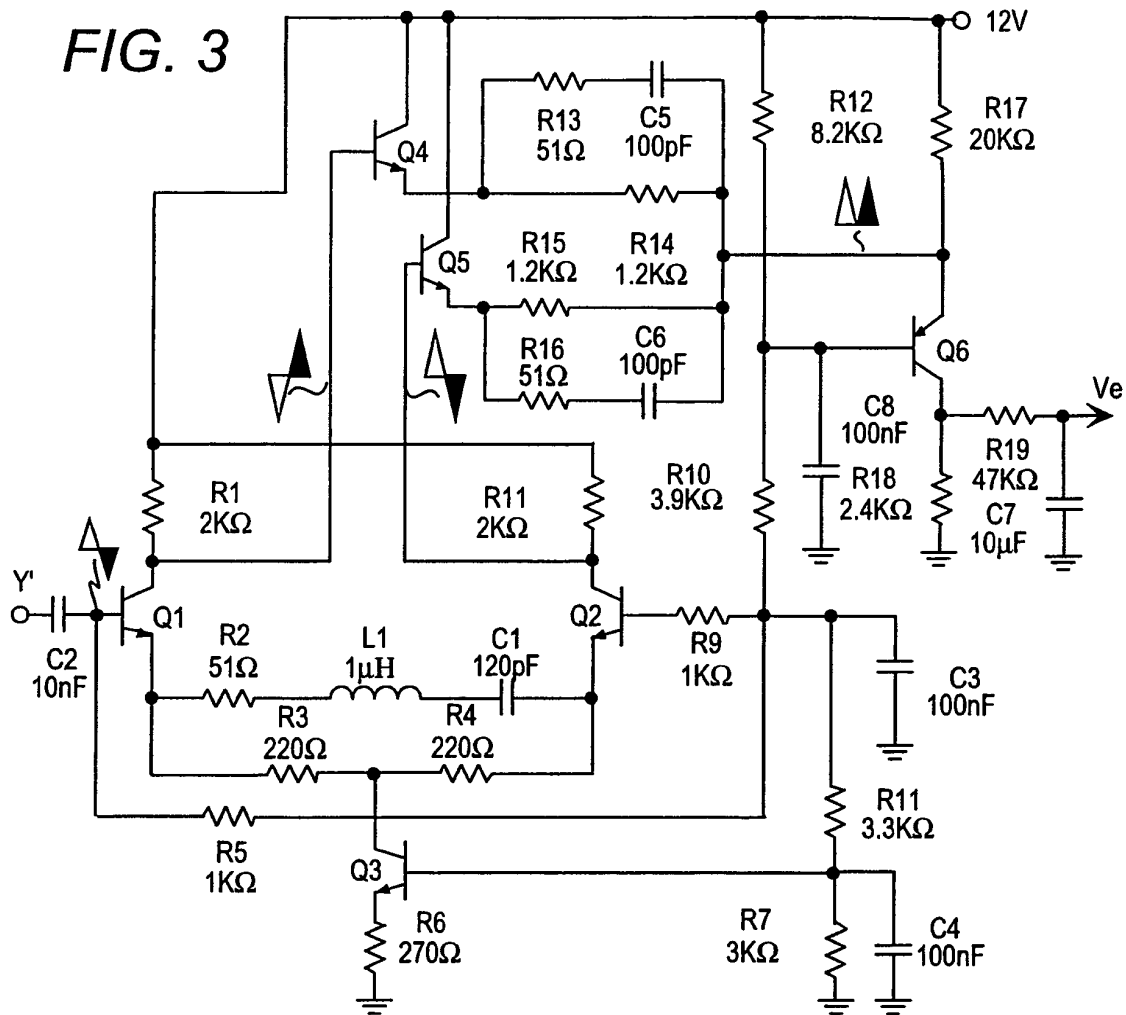 FIG. 3
12V
R13
51Ω
C5
100pF
R12
8.2KΩ
R17
20KΩ
Q4
Q5
R15
1.2KΩ
R14
1.2KΩ
R16
51Ω
C6
100pF
Q6
C8
100nF
Ve
R19
47KΩ
R1
2KΩ
R11
2KΩ
R10
3.9KΩ
R18
2.4KΩ
C7
10μF
Y'
C2
10nF
Q1
R2
51Ω
L1
1μH
C1
120pF
Q2
R9
1KΩ
C3
100nF
R3
220Ω
R4
220Ω
R5
1KΩ
R11
3.3KΩ
Q3
R6
270Ω
R7
3KΩ
C4
100nF